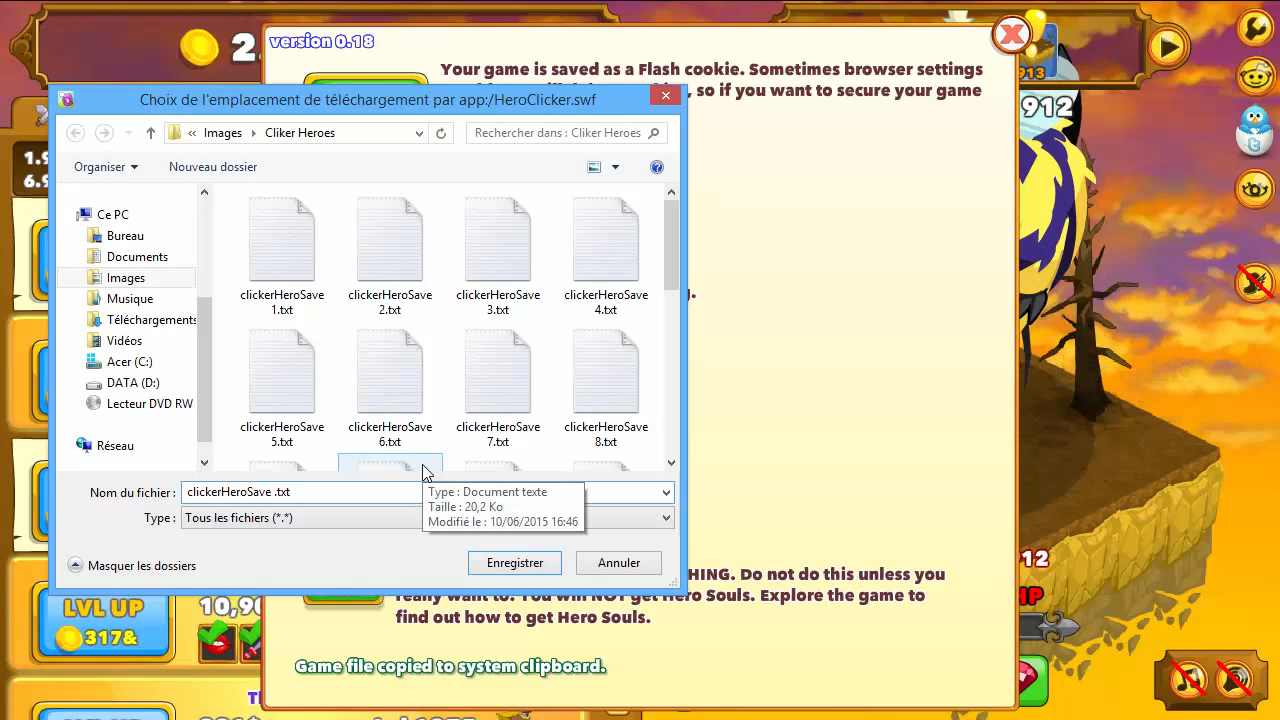 2
version 0.18
Your game is saved as a Flash cookie. Sometimes browser settings
, so if you want to secure your game
913
912
Choix de l'emplacement de téléchargement par app:/HeroClicker.swf
« Images Cliker Heroes
Rechercher dans : Cliker Heroes
Organiser
Nouveau dossier
Ce PC
Bureau
Documents
Images
Musique
Téléchargements
Vidéos
Acer (C:)
DATA (D:)
Lecteur DVD RW
Réseau
clickerHeroSave
1.txt
clickerHeroSave
2.txt
clickerHeroSave
3.txt
clickerHeroSave
4.txt
clickerHeroSave
5.txt
clickerHeroSave
6.txt
clickerHeroSave
7.txt
clickerHeroSave
8.txt
Nom du fichier :
clickerHeroSave .txt
Type :
Tous les fichiers (*.*)
Type : Document texte
Taille : 20,2 Ko
Modifié le : 10/06/2015 16:46
Masquer les dossiers
Enregistrer
Annuler
HING. Do not do this unless you
really want to. You will NOT get Hero Souls. Explore the game to
find out how to get Hero Souls.
Game file copied to system clipboard.
LVL UP
317&
10,90
12
HP